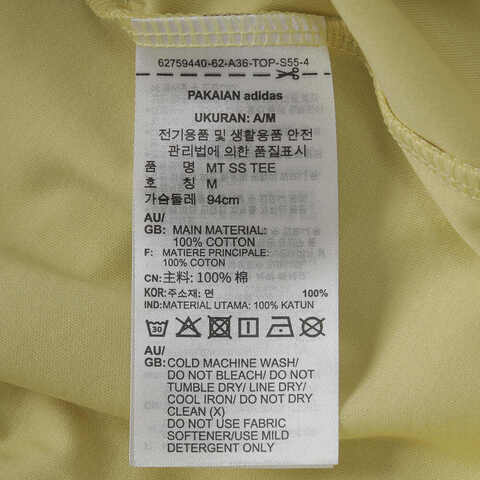 62759440-62-A36-TOP-S55-4
PAKAIAN adidas
UKURAN: A/M
전기용품 및 생활용품 안전
관리법에 의한 품질표시
품 명 MT SS TEE
호 칭 M
가슴둘레 94cm
AU/
GB: MAIN MATERIAL:
100% COTTON
F: MATIERE PRINCIPALE:
100% COTON
CN: 主料: 100% 棉
KOR: 주소재: 면 100%
IND: MATERIAL UTAMA: 100% KATUN
30
AU/
GB: COLD MACHINE WASH/
DO NOT BLEACH/ DO NOT
TUMBLE DRY/ LINE DRY/
COOL IRON/ DO NOT DRY
CLEAN (X)
DO NOT USE FABRIC
SOFTENER/USE MILD
DETERGENT ONLY